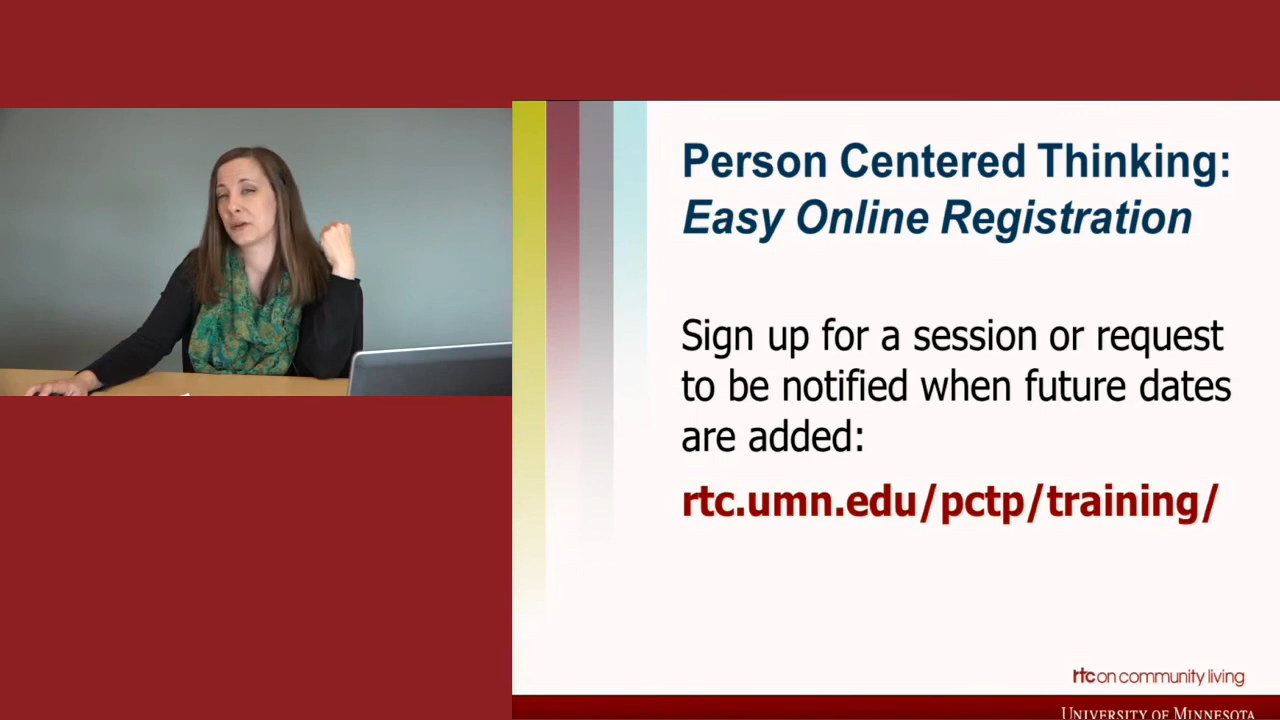 Person Centered Thinking:
Easy Online Registration
Sign up for a session or request
to be notified when future dates
are added:
rtc.umn.edu/pctp/training/
rtc on community living
UNIVERSITY OF MINNESOTA